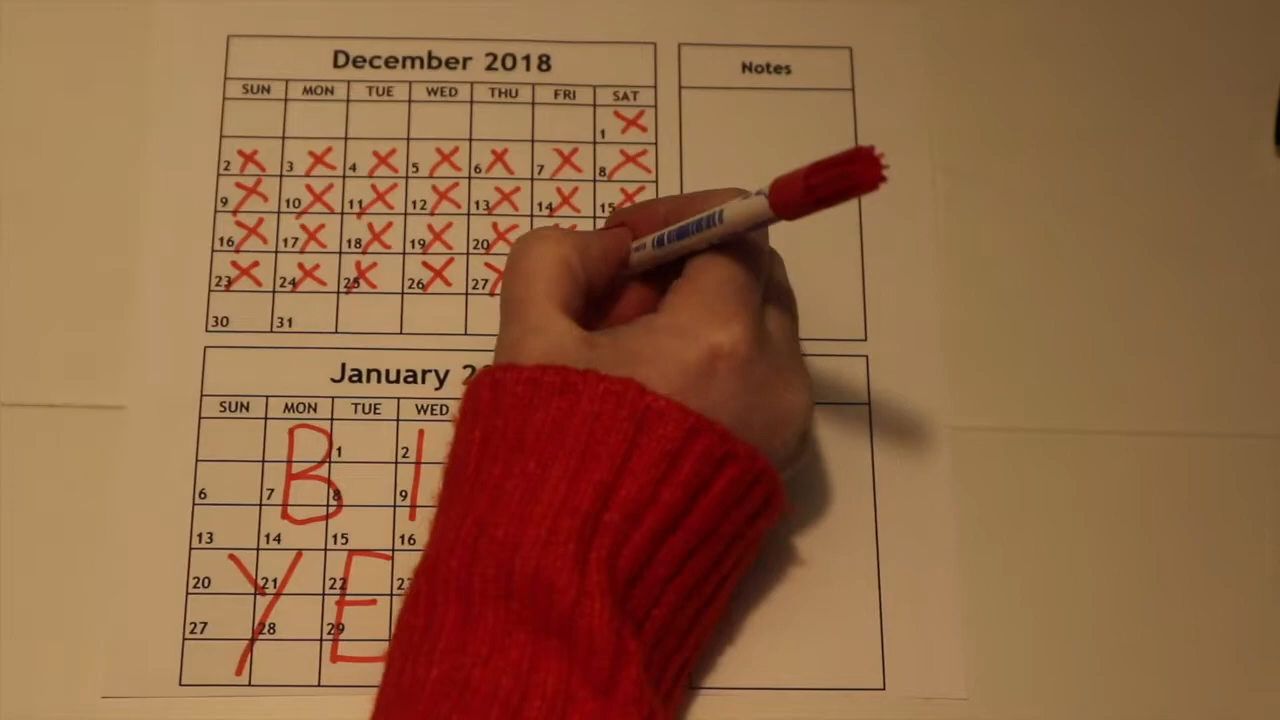 December 2018
Notes
SUN MON TUE WED THU FRI SAT
1
2 3 4 5 6 7 8
9 10 11 12 13 14 15
16 17 18 19 20
23 24 25 26 27
30 31
January
SUN MON TUE WED
1 2
B
6 7 8 9
13 14 15 16
20 21 22
YE
27 28 29